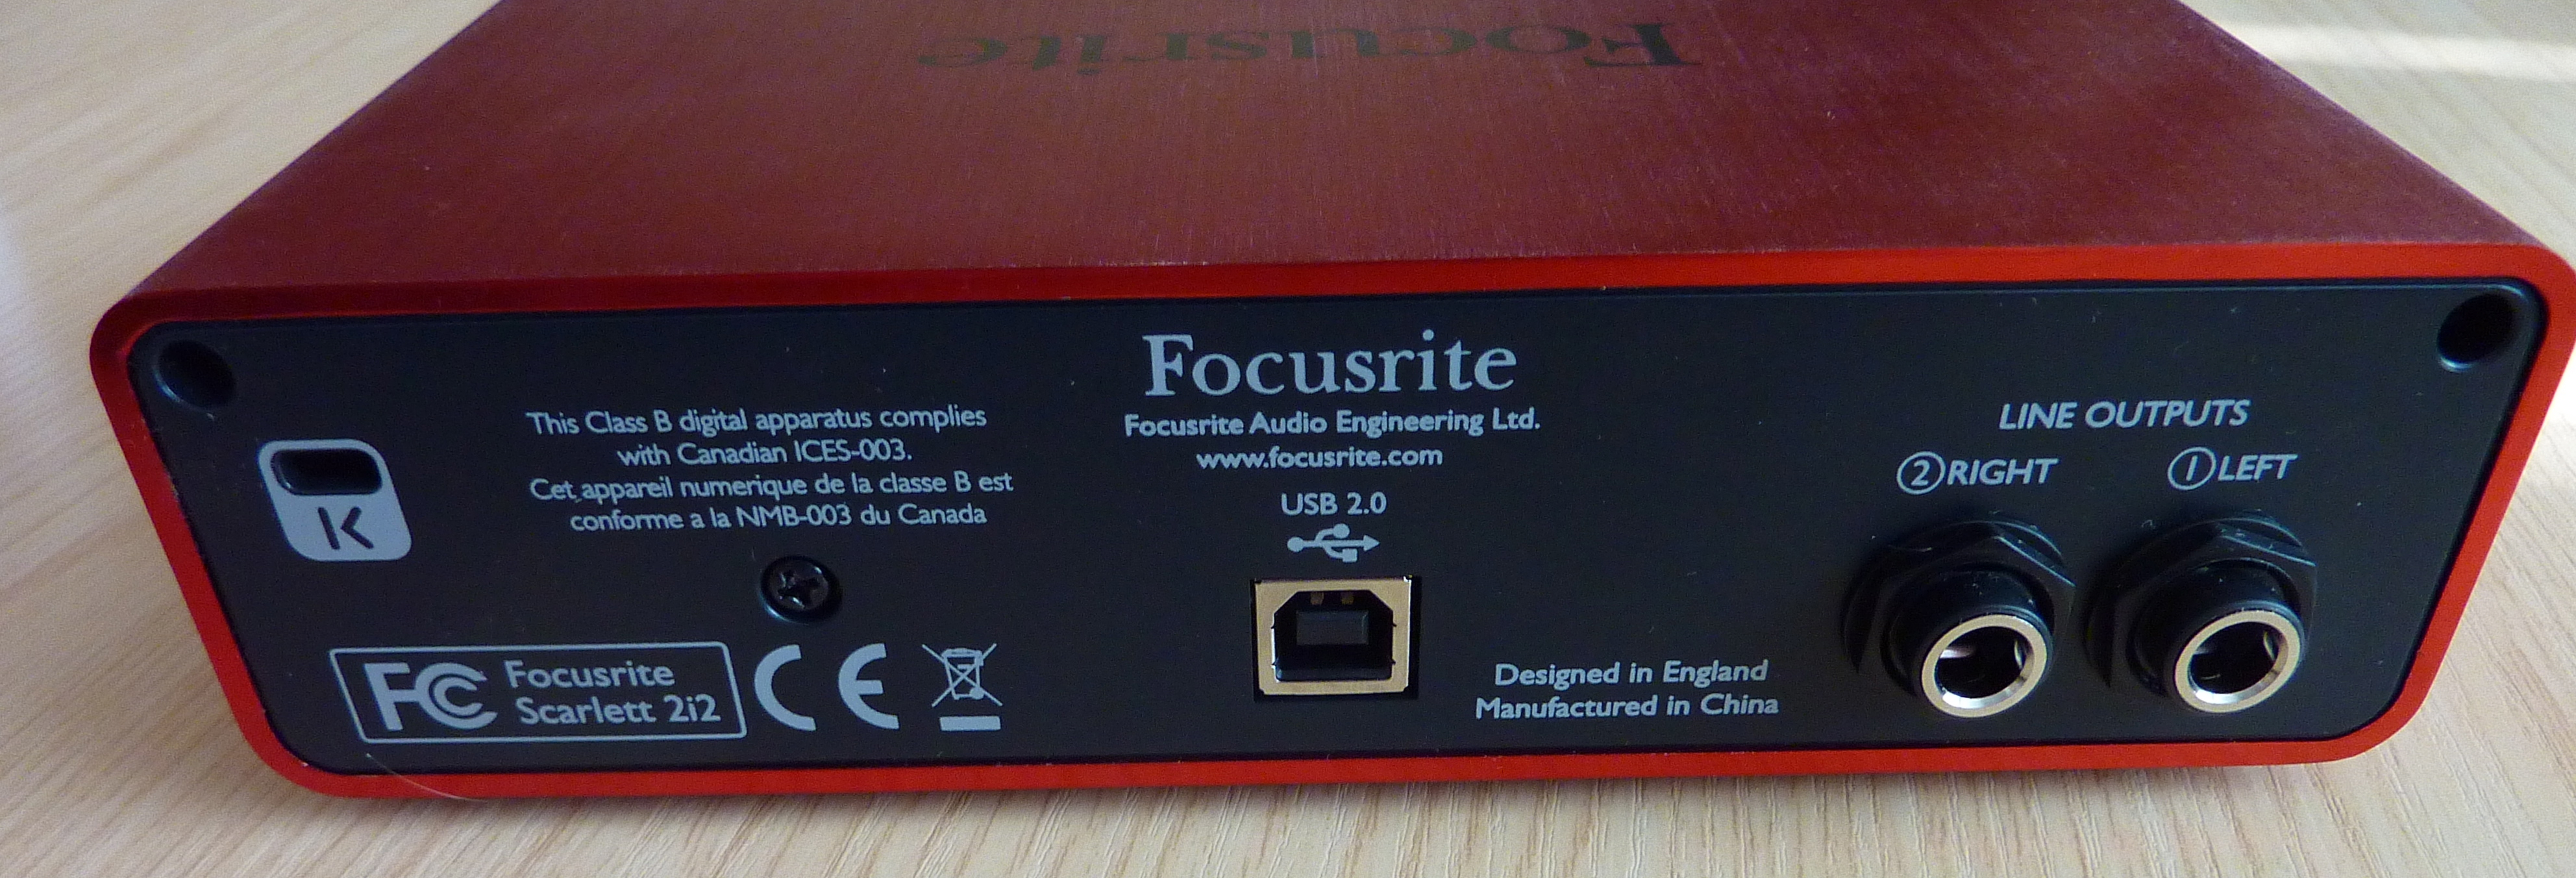 Focusrite
Focusrite
Focusrite Audio Engineering Ltd.
www.focusrite.com
USB 2.0
This Class B digital apparatus complies
with Canadian ICES-003.
Cet appareil numerique de la classe B est
conforme a la NMB-003 du Canada
K
FC Focusrite
Scarlett 2i2
CE
Designed in England
Manufactured in China
LINE OUTPUTS
2 RIGHT
1 LEFT